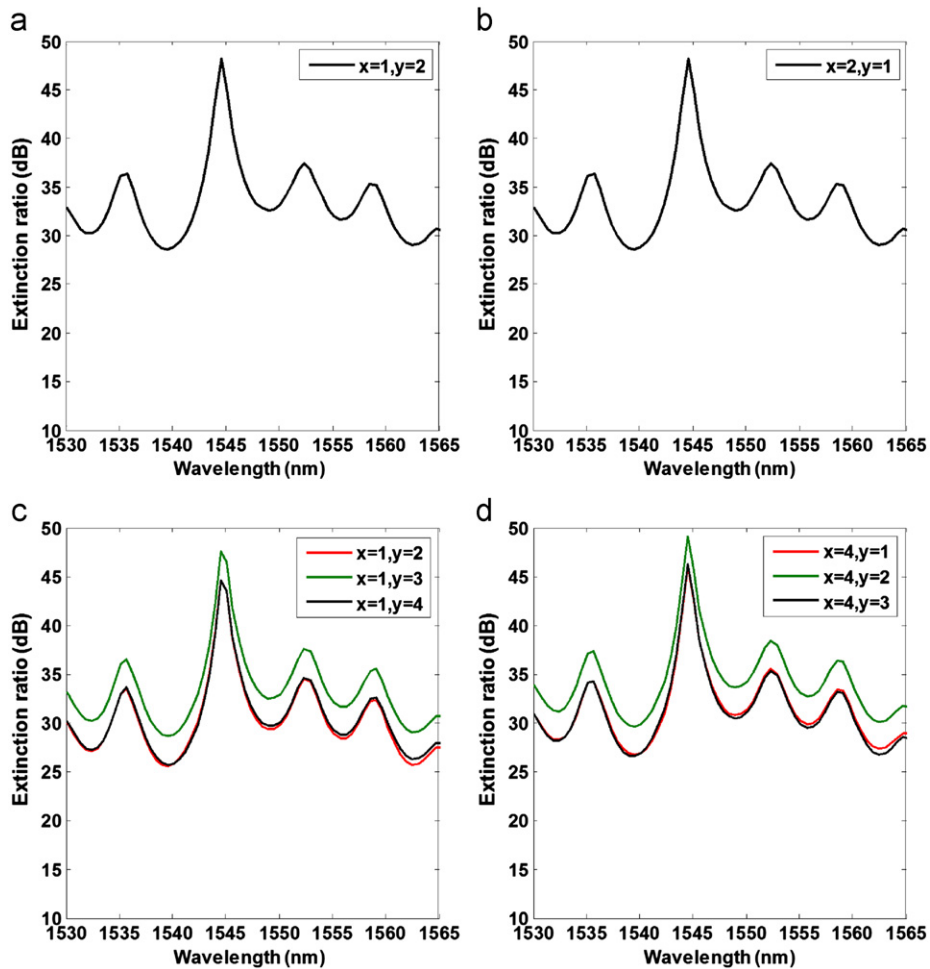 a
50
45
40
35
30
25
20
15
10
Extinction ratio (dB)
x=1,y=2
1530 1535 1540 1545 1550 1555 1560 1565
Wavelength (nm)
b
50
45
40
35
30
25
20
15
10
Extinction ratio (dB)
x=2,y=1
1530 1535 1540 1545 1550 1555 1560 1565
Wavelength (nm)
c
50
45
40
35
30
25
20
15
10
Extinction ratio (dB)
x=1,y=2
x=1,y=3
x=1,y=4
1530 1535 1540 1545 1550 1555 1560 1565
Wavelength (nm)
d
50
45
40
35
30
25
20
15
10
Extinction ratio (dB)
x=4,y=1
x=4,y=2
x=4,y=3
1530 1535 1540 1545 1550 1555 1560 1565
Wavelength (nm)